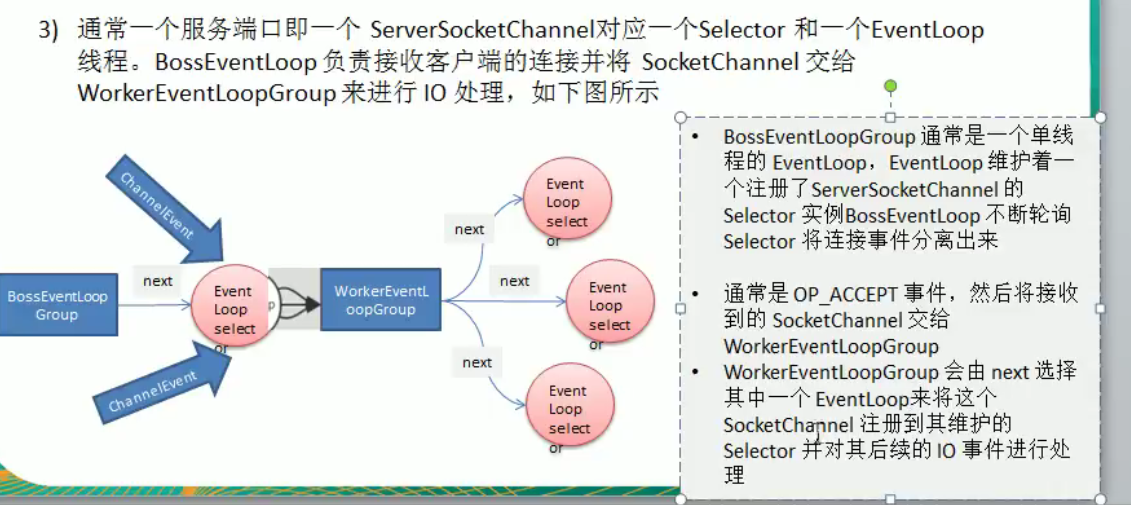 3) 通常一个服务端口即一个 ServerSocketChannel对应一个Selector 和一个EventLoop
线程。BossEventLoop 负责接收客户端的连接并将 SocketChannel 交给
WorkerEventLoopGroup 来进行 IO 处理，如下图所示
ChannelEvent
BossEventLoop
Group
next
Event
Loop
select
or
ChannelEvent
WorkerEventL
oopGroup
next
Event
Loop
select
or
next
Event
Loop
select
or
next
Event
Loop
select
or
• BossEventLoopGroup 通常是一个单线
程的 EventLoop，EventLoop 维护着一
个注册了ServerSocketChannel 的
Selector 实例BossEventLoop 不断轮询
Selector 将连接事件分离出来
• 通常是 OP_ACCEPT 事件，然后将接收
到的 SocketChannel 交给
WorkerEventLoopGroup
• WorkerEventLoopGroup 会由 next 选择
其中一个 EventLoop来将这个
SocketChannel 注册到其维护的
Selector 并对其后续的 IO 事件进行处
理